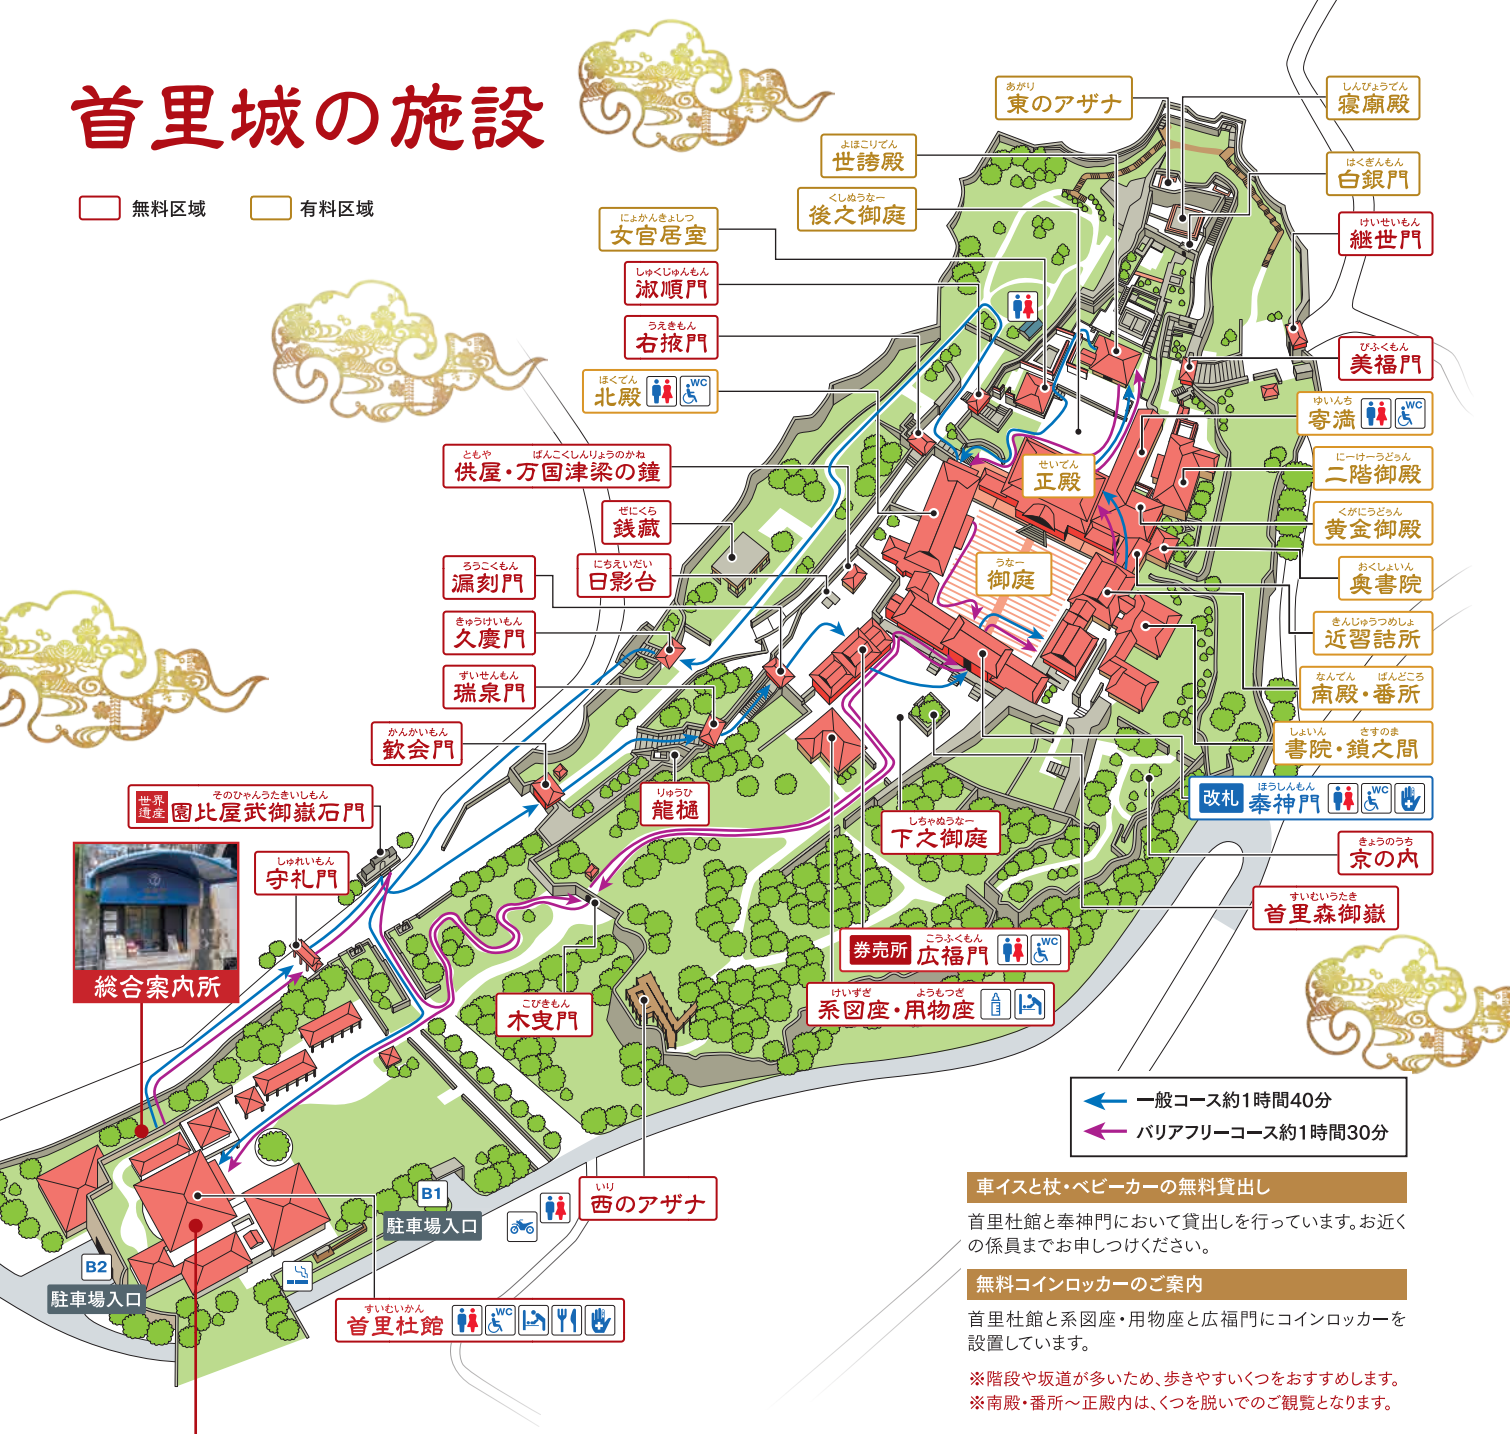 首里城の施設
無料区域
有料区域
あがり
東のアザナ
しんびょうでん
寝廟殿
よほこりでん
世誇殿
はくぎんもん
白銀門
くしぬうなー
後之御庭
にょかんきょしつ
女官居室
けいせいもん
継世門
しゅくじゅんもん
淑順門
うえきもん
右掖門
びふくもん
美福門
ほくでん
北殿
WC
ゆいんち
寄満
WC
ともや ばんこくしんりょうのかね
供屋・万国津梁の鐘
せいでん
正殿
にーけーうどぅん
二階御殿
ぜにくら
銭蔵
くがにうどぅん
黄金御殿
ろうこくもん
漏刻門
にちえいだい
日影台
うなー
御庭
おくしょいん
奥書院
きゅうけいもん
久慶門
きんじゅうつめしょ
近習詰所
ずいせんもん
瑞泉門
なんでん ばんどころ
南殿・番所
かんかいもん
歓会門
しょいん さすのま
書院・鎖之間
世界
遺産
そのひゃんうたきいしもん
園比屋武御嶽石門
りゅうひ
龍樋
改札
ほうしんもん
奉神門
WC
しちゃぬうなー
下之御庭
きょうのうち
京の内
しゅれいもん
守礼門
すいむいうたき
首里森御嶽
券売所
こうふくもん
広福門
WC
総合案内所
こびきもん
木曳門
けいずざ ようもつざ
系図座・用物座
一般コース約1時間40分
バリアフリーコース約1時間30分
いり
西のアザナ
B1
駐車場入口
B2
駐車場入口
すいむいかん
首里杜館
WC
車イスと杖・ベビーカーの無料貸出し
首里杜館と奉神門において貸出しを行っています。お近く
の係員までお申しつけください。
無料コインロッカーのご案内
首里杜館と系図座・用物座と広福門にコインロッカーを
設置しています。
※階段や坂道が多いため、歩きやすいくつをおすすめします。
※南殿・番所〜正殿内は、くつを脱いでのご観覧となります。